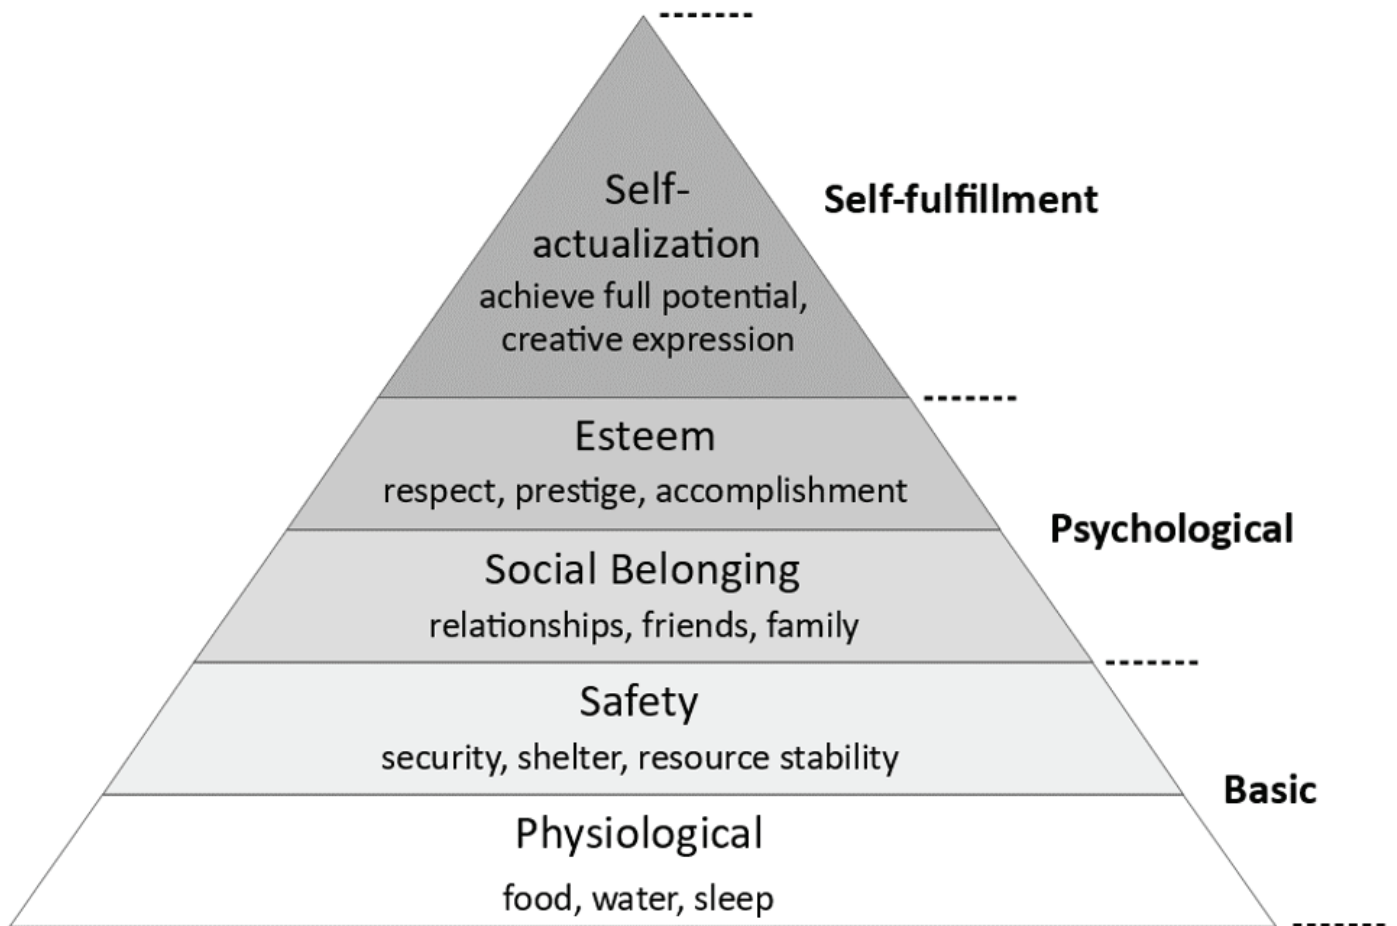 Self-
actualization
achieve full potential,
creative expression
Self-fulfillment
Esteem
respect, prestige, accomplishment
Psychological
Social Belonging
relationships, friends, family
Safety
security, shelter, resource stability
Basic
Physiological
food, water, sleep